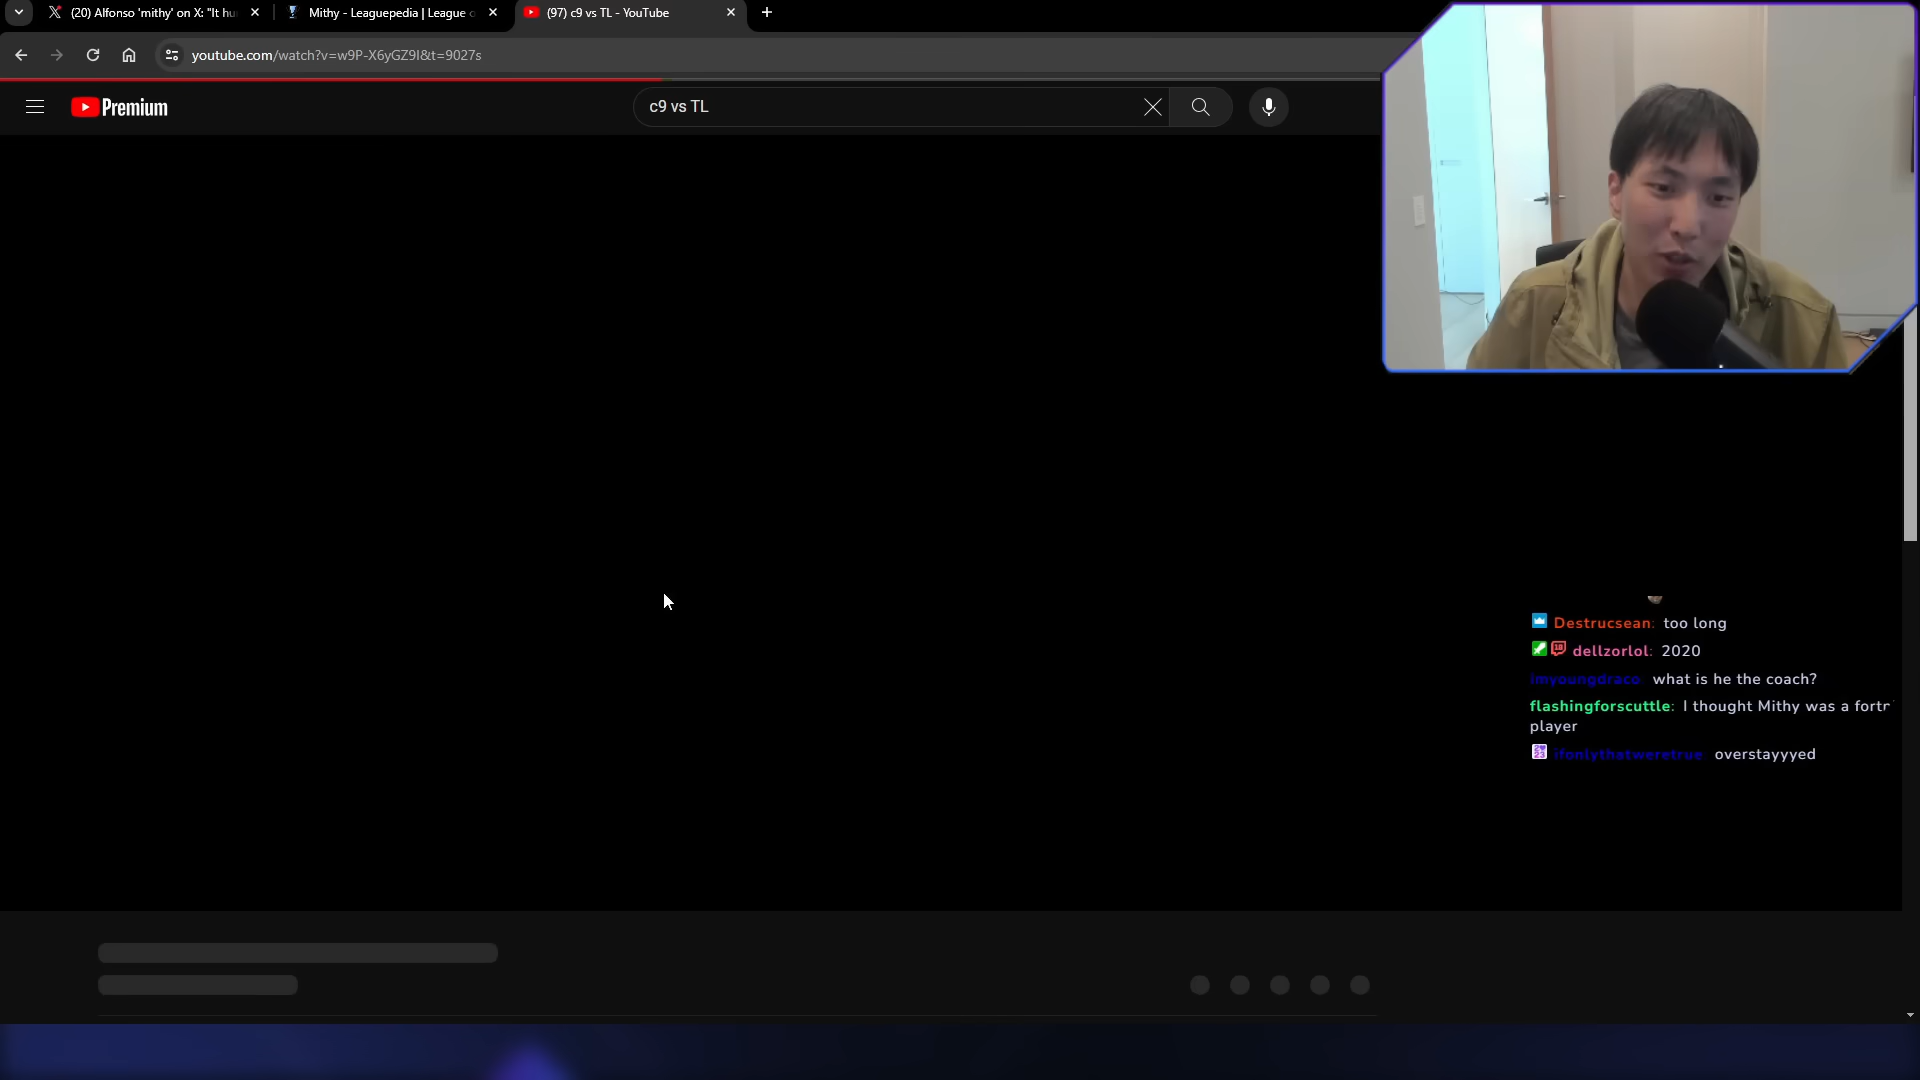 (20) Alfonso 'mithy' on X: "It hu
Mithy - Leaguepedia | League o
(97) c9 vs TL - YouTube
youtube.com/watch?v=w9P-X6yGZ9I&t=9027s
Premium
c9 vs TL
Destrucsean: too long
dellzorlol: 2020
imyoungdraco: what is he the coach?
flashingforscuttle: I thought Mithy was a fortn
player
ifonlythatweretrue: overstayyyed